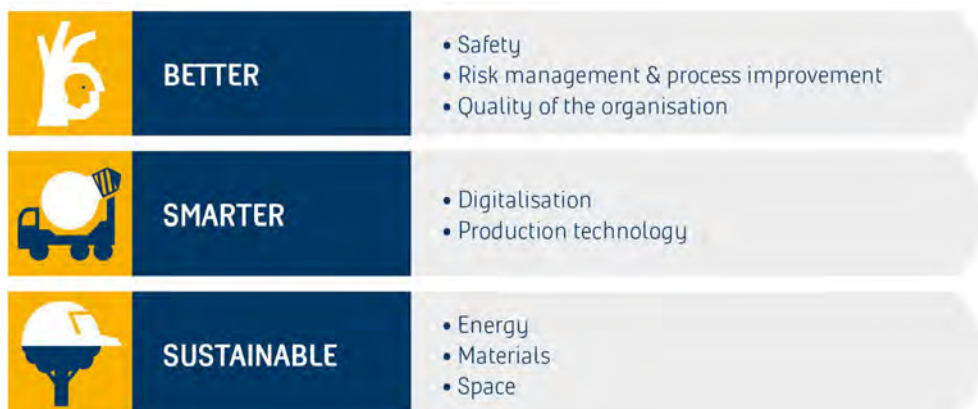 BETTER
• Safety
• Risk management & process improvement
• Quality of the organisation
SMARTER
• Digitalisation
• Production technology
SUSTAINABLE
• Energy
• Materials
• Space